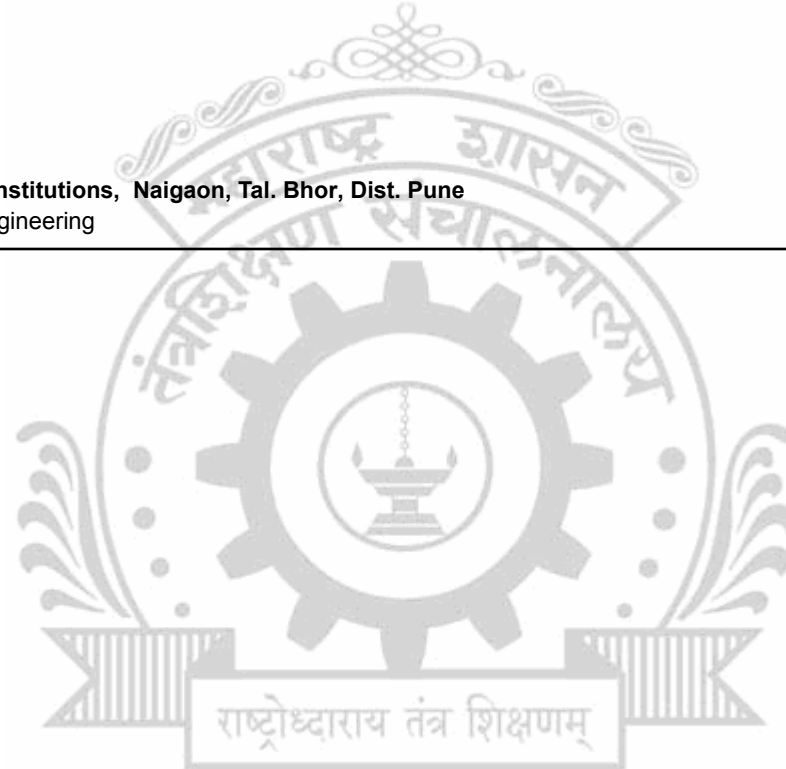 महाराष्ट्र शासन
nstitutions, Naigaon, Tal. Bhor, Dist. Pune
gineering
तंत्रशिक्षण संचालनालय
राष्ट्रोध्दाराय तंत्र शिक्षणम्